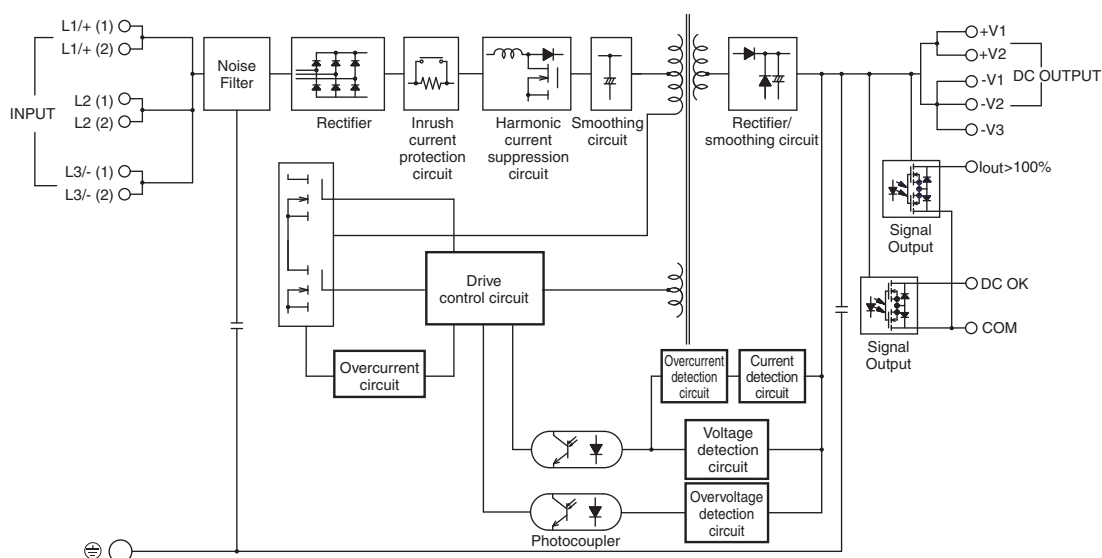 INPUT
L1/+ (1)
L1/+ (2)
L2 (1)
L2 (2)
L3/- (1)
L3/- (2)
Noise
Filter
Rectifier
Inrush
current
protection
circuit
Harmonic
current
suppression
circuit
Smoothing
circuit
Rectifier/
smoothing circuit
+V1
+V2
-V1
-V2
-V3
DC OUTPUT
Iout>100%
Signal
Output
DC OK
COM
Signal
Output
Drive
control circuit
Overcurrent
circuit
Overcurrent
detection
circuit
Current
detection
circuit
Voltage
detection
circuit
Overvoltage
detection
circuit
Photocoupler